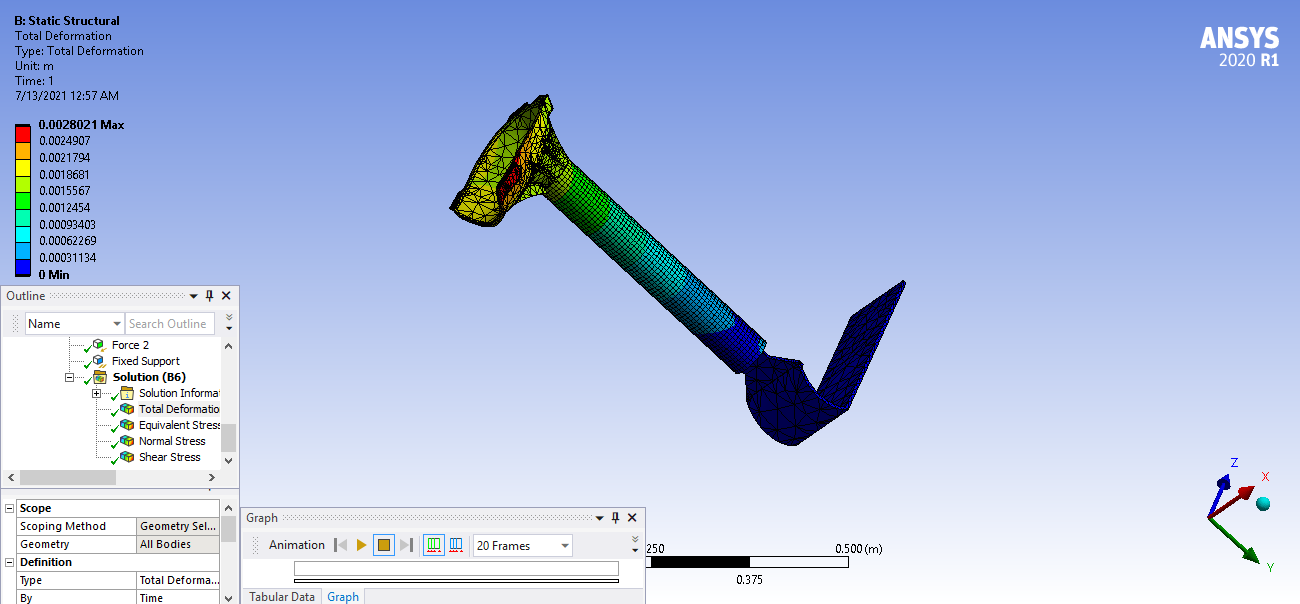 B: Static Structural
Total Deformation
Type: Total Deformation
Unit: m
Time: 1
7/13/2021 12:57 AM
ANSYS
2020 R1
0.0028021 Max
0.0024907
0.0021794
0.0018681
0.0015567
0.0012454
0.00093403
0.00062269
0.00031134
0 Min
Outline
Name
Search Outline
Force 2
Fixed Support
Solution (B6)
Solution Informat
Total Deformatio
Equivalent Stress
Normal Stress
Shear Stress
Scope
Scoping Method Geometry Sel...
Geometry All Bodies
Definition
Type Total Deforma...
By Time
Graph
Animation 20 Frames
Tabular Data Graph
250 0.500 (m)
0.375
Z
X
Y